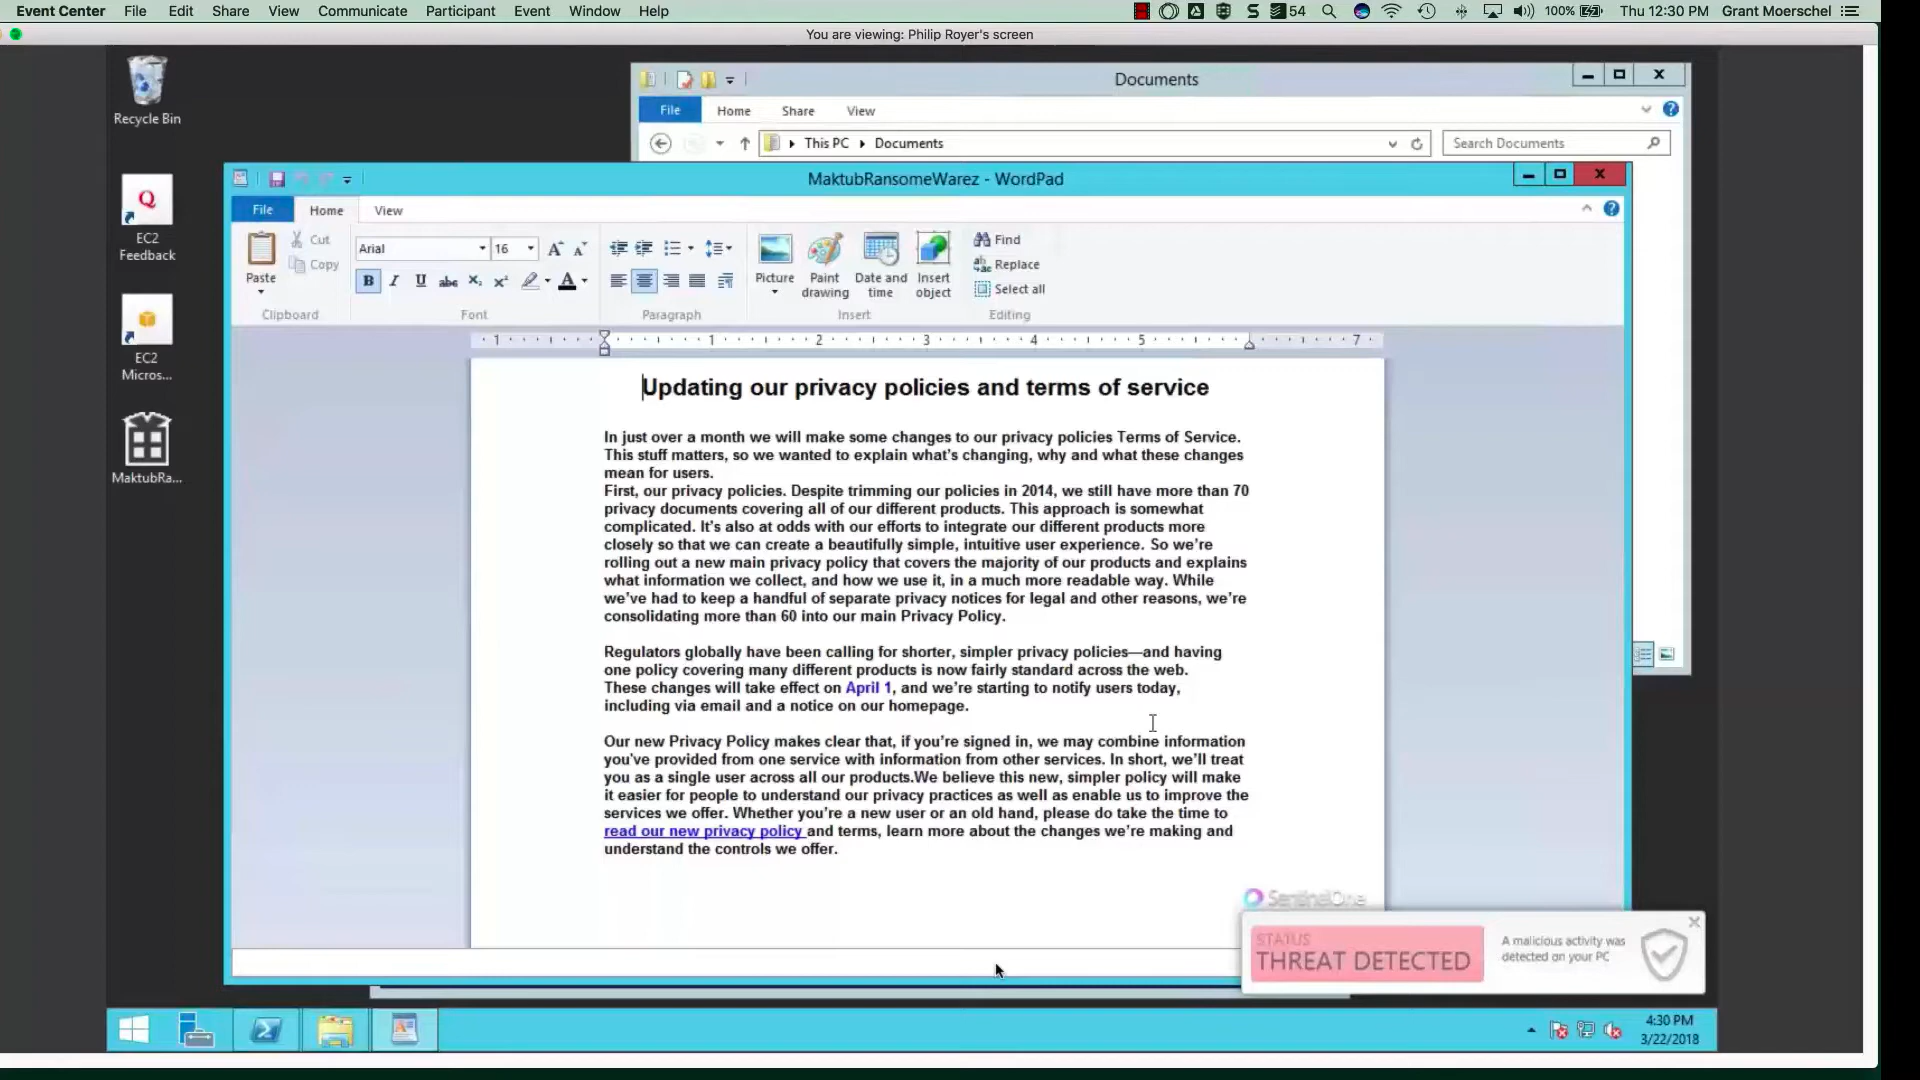 Event Center File Edit Share View Communicate Participant Event Window Help 54 100% Thu 12:30 PM Grant Moerschel
You are viewing: Philip Royer's screen
Recycle Bin
EC2
Feedback
EC2
Micros...
MaktubRa...
Documents
File Home Share View
This PC Documents Search Documents
MaktubRansomeWarez - WordPad
File Home View
Paste Cut Copy
Clipboard
Arial 16
B I U abc X₂ X² A
Font
Paragraph
Picture
Paint
drawing
Date and
time
Insert
object
Insert
Find
Replace
Select all
Editing
1 1 2 3 4 5 7
Updating our privacy policies and terms of service
In just over a month we will make some changes to our privacy policies Terms of Service.
This stuff matters, so we wanted to explain what's changing, why and what these changes
mean for users.
First, our privacy policies. Despite trimming our policies in 2014, we still have more than 70
privacy documents covering all of our different products. This approach is somewhat
complicated. It's also at odds with our efforts to integrate our different products more
closely so that we can create a beautifully simple, intuitive user experience. So we're
rolling out a new main privacy policy that covers the majority of our products and explains
what information we collect, and how we use it, in a much more readable way. While
we've had to keep a handful of separate privacy notices for legal and other reasons, we're
consolidating more than 60 into our main Privacy Policy.
Regulators globally have been calling for shorter, simpler privacy policies—and having
one policy covering many different products is now fairly standard across the web.
These changes will take effect on April 1, and we're starting to notify users today,
including via email and a notice on our homepage.
Our new Privacy Policy makes clear that, if you're signed in, we may combine information
you've provided from one service with information from other services. In short, we'll treat
you as a single user across all our products.We believe this new, simpler policy will make
it easier for people to understand our privacy practices as well as enable us to improve the
services we offer. Whether you're a new user or an old hand, please do take the time to
read our new privacy policy and terms, learn more about the changes we're making and
understand the controls we offer.
SentinelOne
STATUS
THREAT DETECTED
A malicious activity was
detected on your PC
4:30 PM
3/22/2018